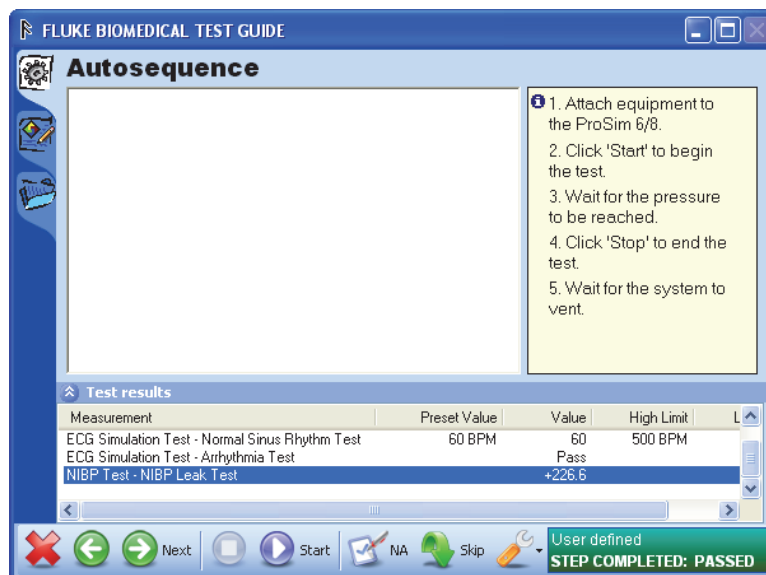 FLUKE BIOMEDICAL TEST GUIDE
Autosequence
1. Attach equipment to
the ProSim 6/8.
2. Click 'Start' to begin
the test.
3. Wait for the pressure
to be reached.
4. Click 'Stop' to end the
test.
5. Wait for the system to
vent.
Test results
Measurement Preset Value Value High Limit L
ECG Simulation Test - Normal Sinus Rhythm Test 60 BPM 60 500 BPM
ECG Simulation Test - Arrhythmia Test Pass
NIBP Test - NIBP Leak Test +226.6
Next Start NA Skip User defined
STEP COMPLETED: PASSED